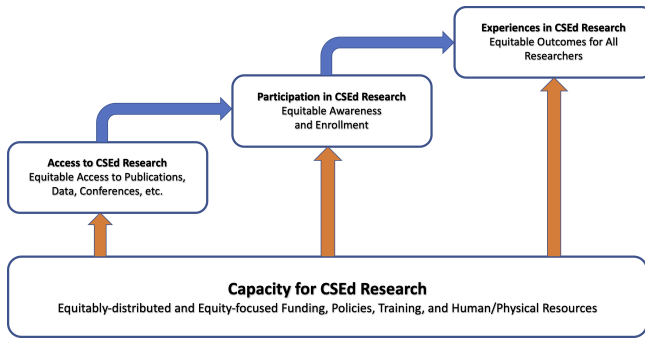 Experiences in CSEd Research
Equitable Outcomes for All
Researchers
Participation in CSEd Research
Equitable Awareness
and Enrollment
Access to CSEd Research
Equitable Access to Publications,
Data, Conferences, etc.
Capacity for CSEd Research
Equitably-distributed and Equity-focused Funding, Policies, Training, and Human/Physical Resources